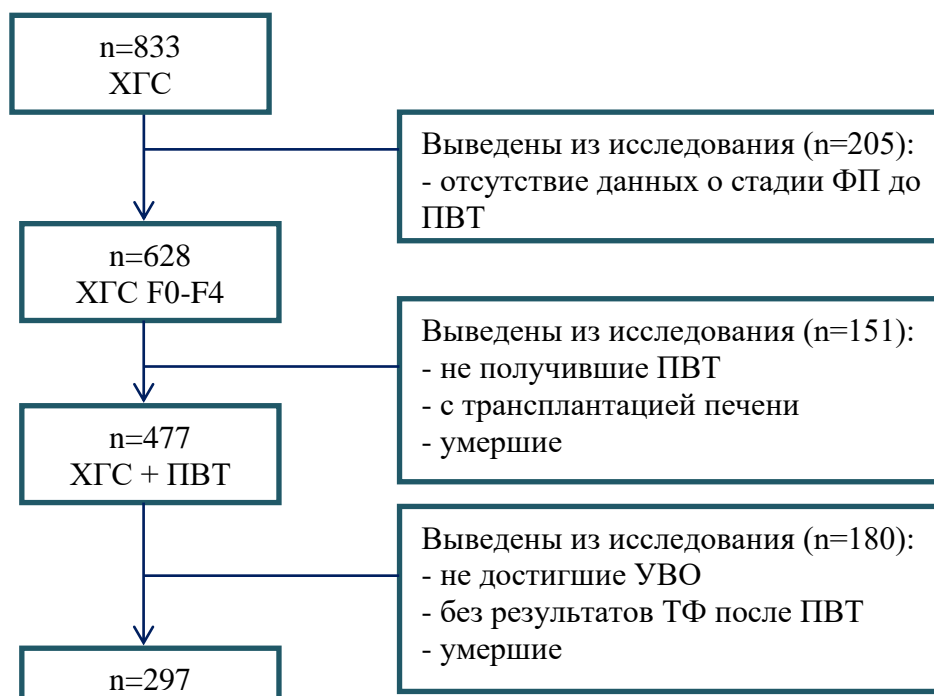 n=833
ХГС
Выведены из исследования (n=205):
- отсутствие данных о стадии ФП до
ПВТ
n=628
ХГС F0-F4
Выведены из исследования (n=151):
- не получившие ПВТ
- с трансплантацией печени
- умершие
n=477
ХГС + ПВТ
Выведены из исследования (n=180):
- не достигшие УВО
- без результатов ТФ после ПВТ
- умершие
n=297